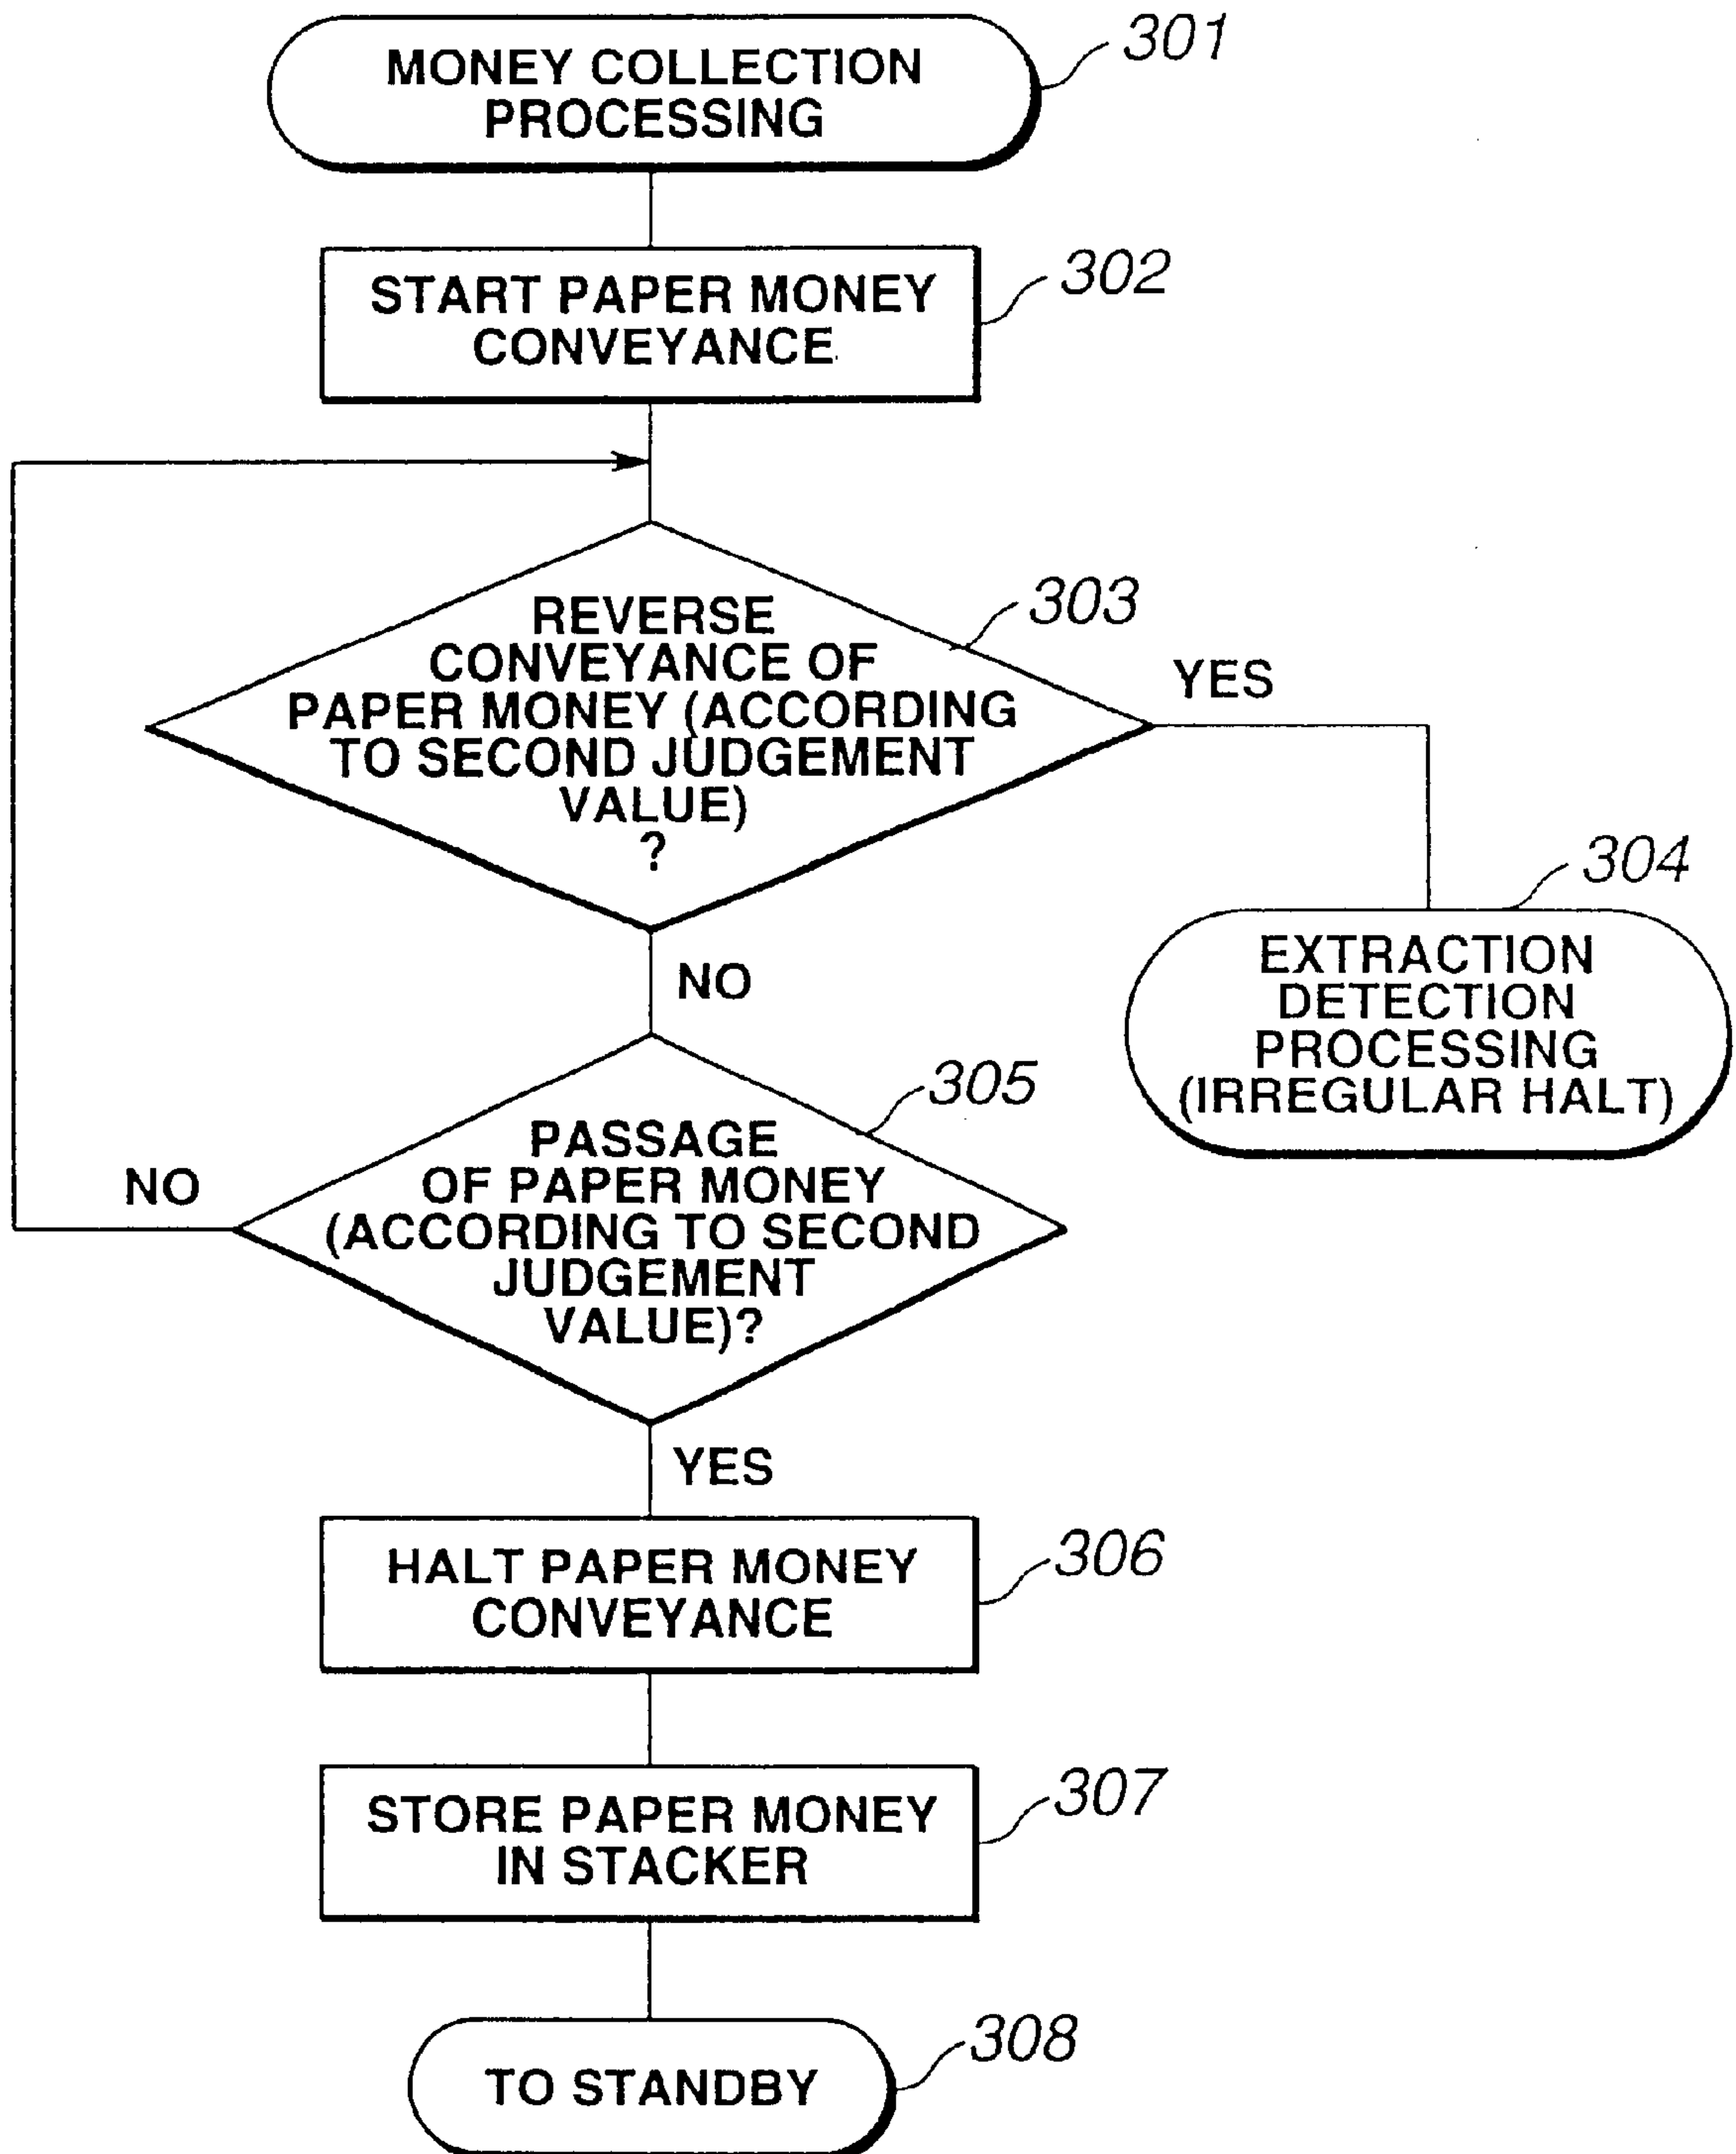 MONEY COLLECTION
PROCESSING
301
START PAPER MONEY
CONVEYANCE
302
REVERSE
CONVEYANCE OF
PAPER MONEY (ACCORDING
TO SECOND JUDGEMENT
VALUE)
?
303
YES
304
EXTRACTION
DETECTION
PROCESSING
(IRREGULAR HALT)
NO
305
PASSAGE
OF PAPER MONEY
(ACCORDING TO SECOND
JUDGEMENT
VALUE)?
NO
YES
HALT PAPER MONEY
CONVEYANCE
306
STORE PAPER MONEY
IN STACKER
307
TO STANDBY
308